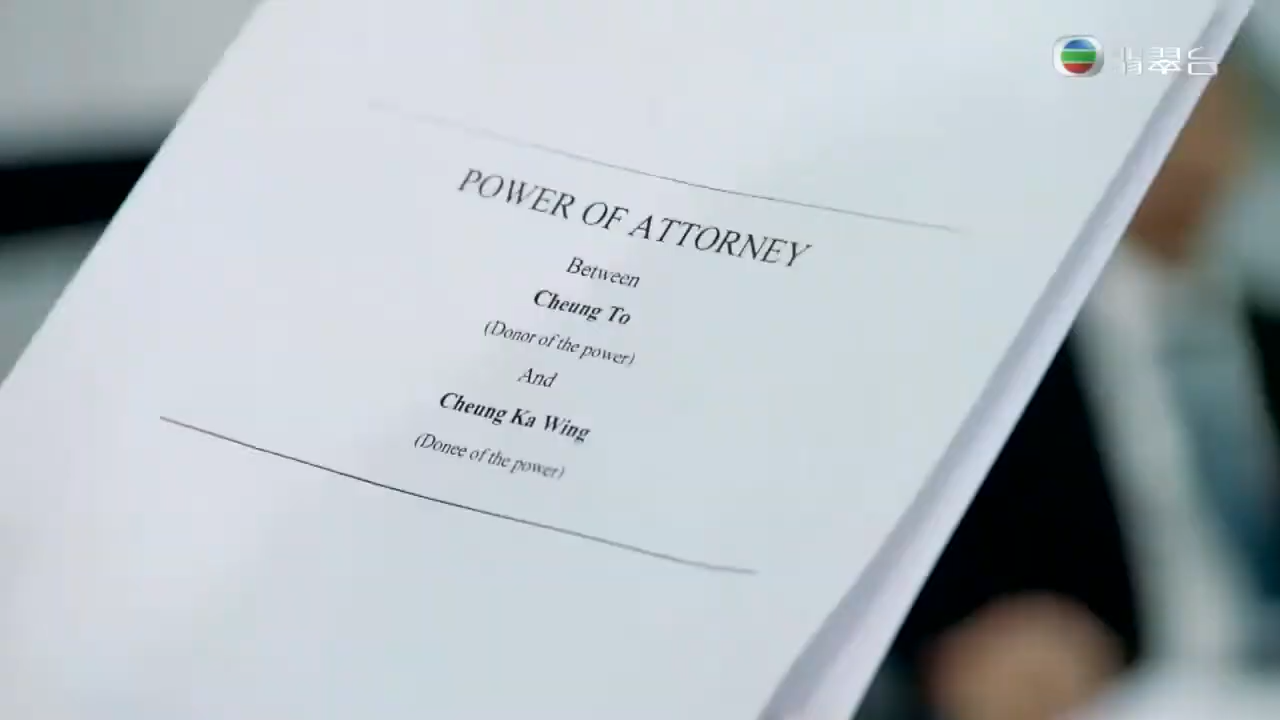 翡翠台
POWER OF ATTORNEY
Between
Cheung To
(Donor of the power)
And
Cheung Ka Wing
(Donee of the power)